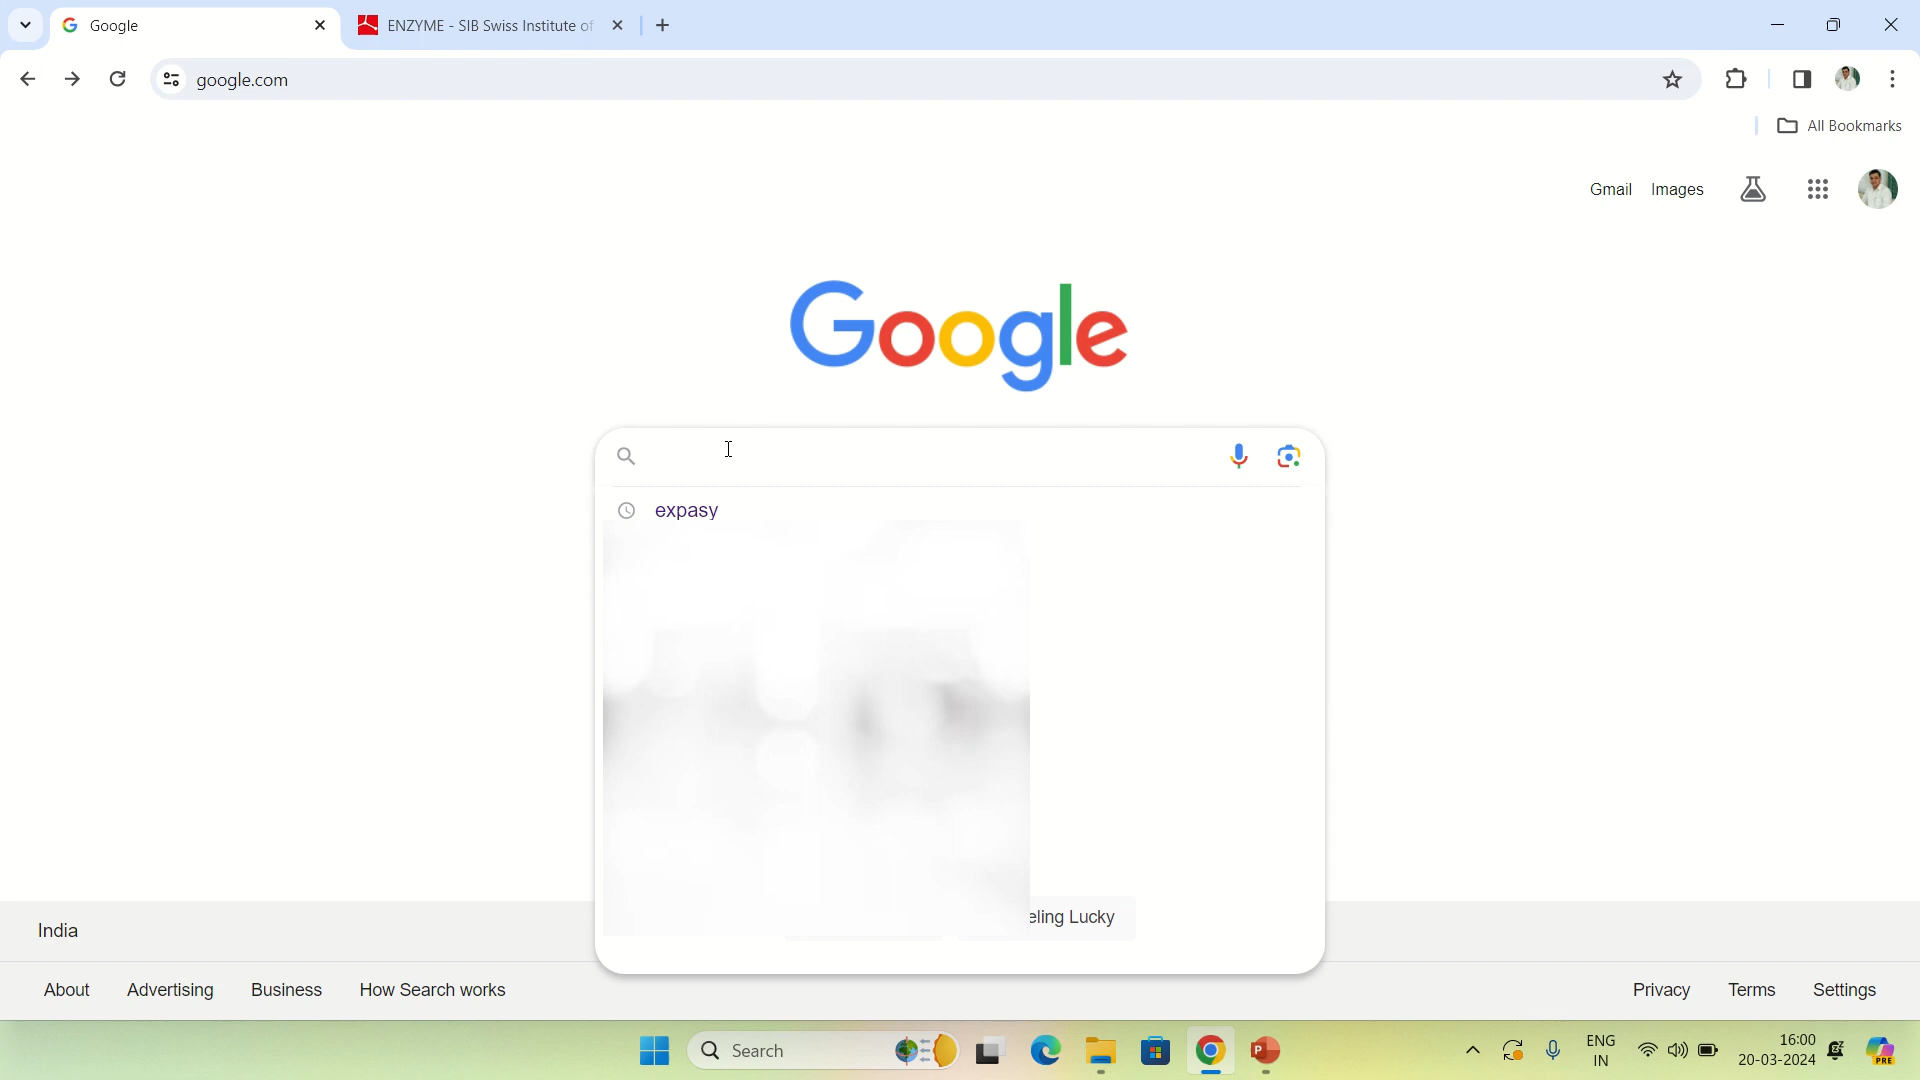 Google
ENZYME - SIB Swiss Institute of
google.com
All Bookmarks
Gmail
Images
Google
expasy
eling Lucky
India
About
Advertising
Business
How Search works
Privacy
Terms
Settings
Search
ENG
IN
16:00
20-03-2024
PRE